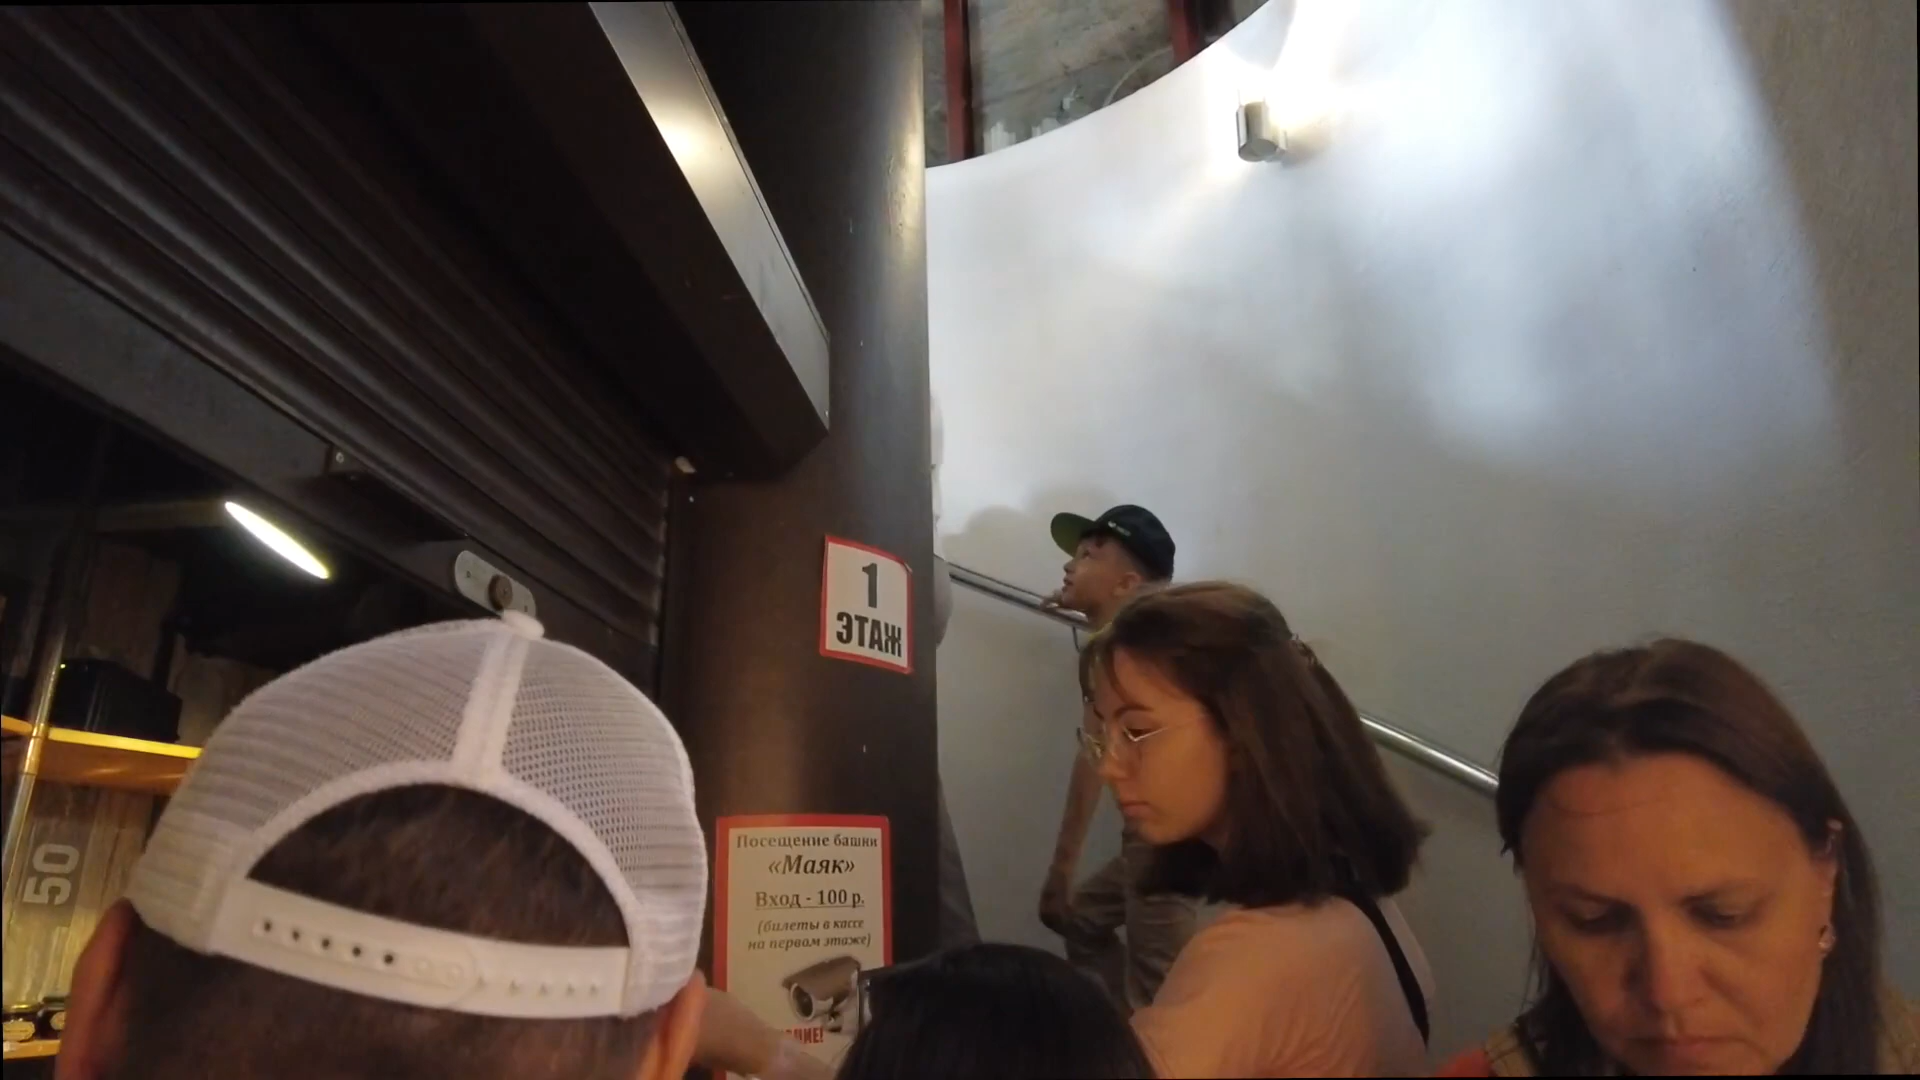 1
ЭТАЖ
Посещение башни
«Маяк»
Вход - 100 р.
(билеты в кассе
на первом этаже)
50